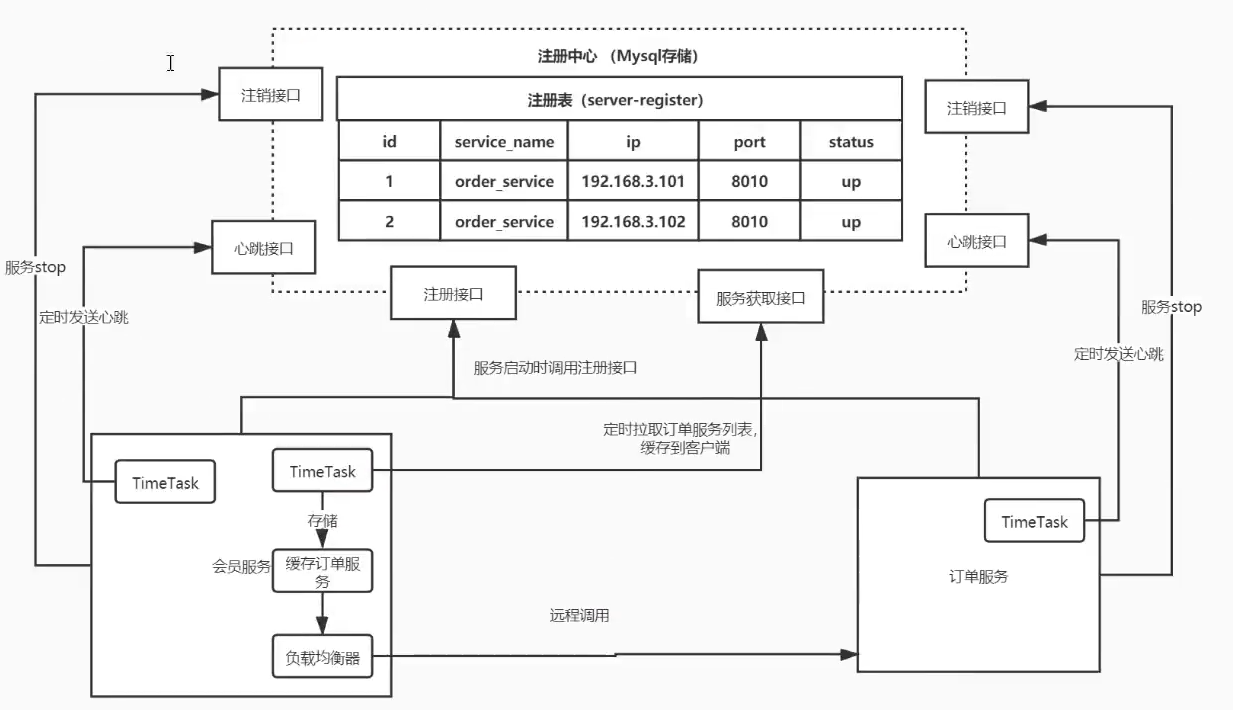 注册中心 （Mysql存储）
注销接口
注册表（server-register）
注销接口
id service_name ip port status
1 order_service 192.168.3.101 8010 up
2 order_service 192.168.3.102 8010 up
心跳接口
心跳接口
服务stop
注册接口
服务获取接口
服务stop
定时发送心跳
定时发送心跳
服务启动时调用注册接口
定时拉取订单服务列表，
缓存到客户端
TimeTask
TimeTask
存储
会员服务
缓存订单服
务
负载均衡器
远程调用
TimeTask
订单服务